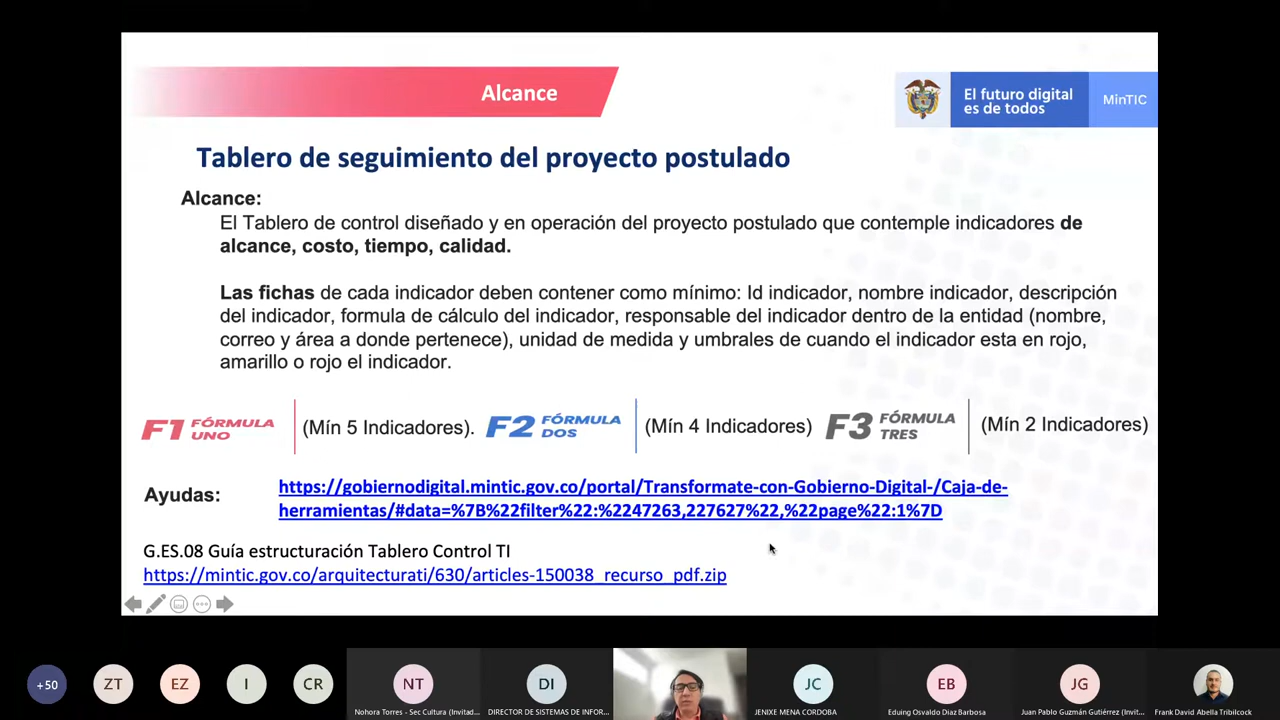 Alcance
El futuro digital
es de todos
MinTIC
Tablero de seguimiento del proyecto postulado
Alcance:
El Tablero de control diseñado y en operación del proyecto postulado que contemple indicadores de
alcance, costo, tiempo, calidad.
Las fichas de cada indicador deben contener como mínimo: Id indicador, nombre indicador, descripción
del indicador, formula de cálculo del indicador, responsable del indicador dentro de la entidad (nombre,
correo y área a donde pertenece), unidad de medida y umbrales de cuando el indicador esta en rojo,
amarillo o rojo el indicador.
F1 FÓRMULA UNO
(Mín 5 Indicadores).
F2 FÓRMULA DOS
(Mín 4 Indicadores)
F3 FÓRMULA TRES
(Mín 2 Indicadores)
Ayudas:
https://gobiernodigital.mintic.gov.co/portal/Transformate-con-Gobierno-Digital-/Caja-de-
herramientas/#data=%7B%22filter%22:%2247263,227627%22,%22page%22:1%7D
G.ES.08 Guía estructuración Tablero Control TI
https://mintic.gov.co/arquitecturati/630/articles-150038_recurso_pdf.zip
+50
ZT
EZ
I
CR
NT
Nohora Torres - Sec Cultura (Invitad...
DI
DIRECTOR DE SISTEMAS DE INFOR...
JC
JENIXE MENA CORDOBA
EB
Eduing Osvaldo Diaz Barbosa
JG
Juan Pablo Guzmán Gutiérrez (Invit...
Frank David Abella Tribilcock